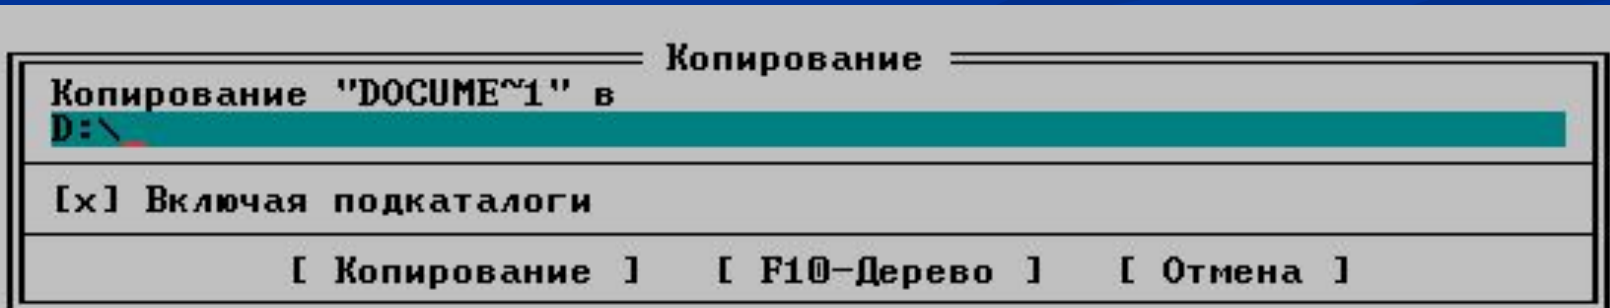 Копирование
Копирование "DOCUME~1" в
D:\_
[x] Включая подкаталоги
[ Копирование ] [ F10-Дерево ] [ Отмена ]